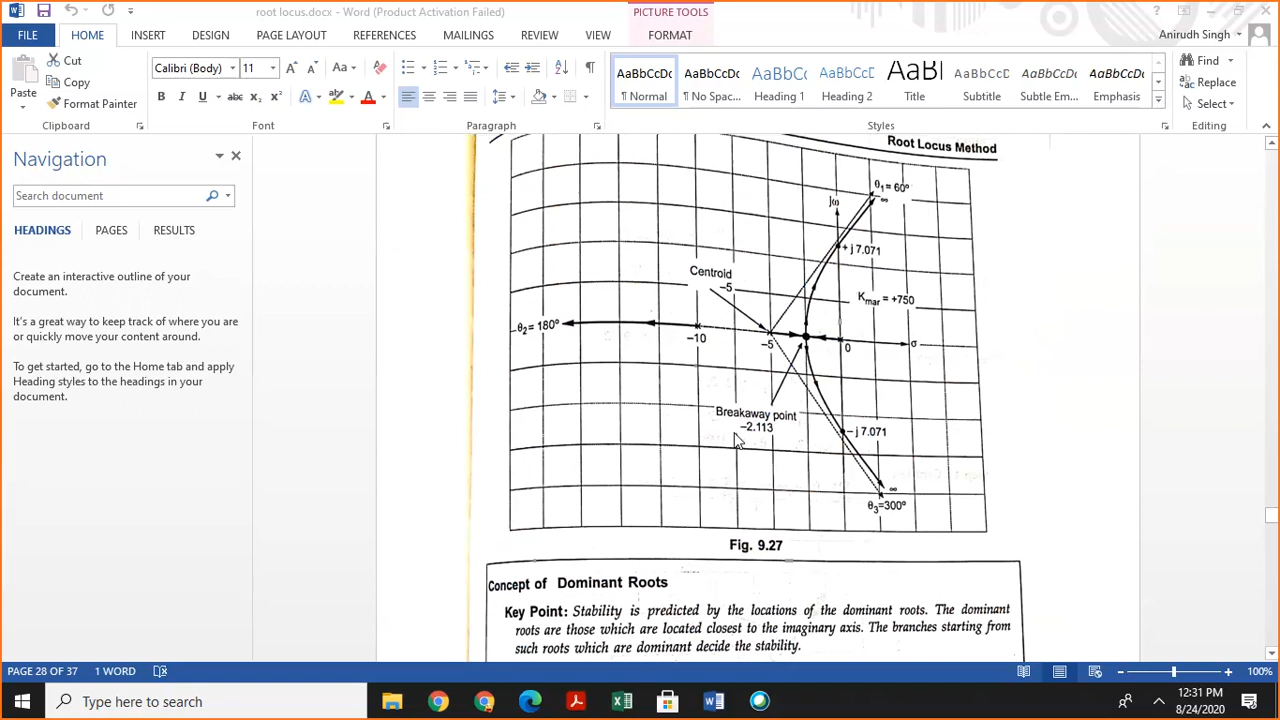 root locus.docx - Word (Product Activation Failed)
PICTURE TOOLS
FILE HOME INSERT DESIGN PAGE LAYOUT REFERENCES MAILINGS REVIEW VIEW FORMAT
Anirudh Singh
Paste
Cut
Copy
Format Painter
Clipboard
Calibri (Body) 11
Font
Paragraph
AaBbCcDc AaBbCcDc AaBbCc AaBbCcC AaBl AaBbCcC AaBbCcDc AaBbCcDc
¶ Normal ¶ No Spac... Heading 1 Heading 2 Title Subtitle Subtle Em... Emphasis
Styles
Find
Replace
Select
Editing
Navigation
Search document
HEADINGS PAGES RESULTS
Create an interactive outline of your
document.
It's a great way to keep track of where you are
or quickly move your content around.
To get started, go to the Home tab and apply
Heading styles to the headings in your
document.
Root Locus Method
θ1= 60º
∞
jω
+ j 7.071
Centroid
–5
Kmar = +750
θ2= 180º
–10
–5
0
σ
Breakaway point
–2.113
– j 7.071
∞
θ3=300º
Fig. 9.27
Concept of Dominant Roots
Key Point: Stability is predicted by the locations of the dominant roots. The dominant
roots are those which are located closest to the imaginary axis. The branches starting from
such roots which are dominant decide the stability.
PAGE 28 OF 37 1 WORD
100%
Type here to search
12:31 PM
8/24/2020